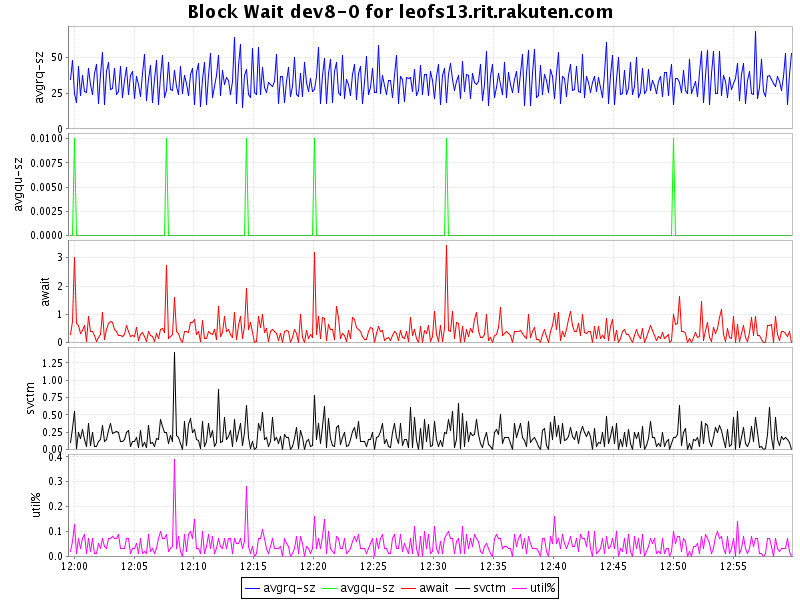 Block Wait dev8-0 for leofs13.rit.rakuten.com
avgrq-sz
50
25
0
avgqu-sz
0.0100
0.0075
0.0050
0.0025
0.0000
await
3
2
1
0
svctm
1.25
1.00
0.75
0.50
0.25
0.00
util%
0.4
0.3
0.2
0.1
0.0
12:00 12:05 12:10 12:15 12:20 12:25 12:30 12:35 12:40 12:45 12:50 12:55
avgrq-sz avgqu-sz await svctm util%